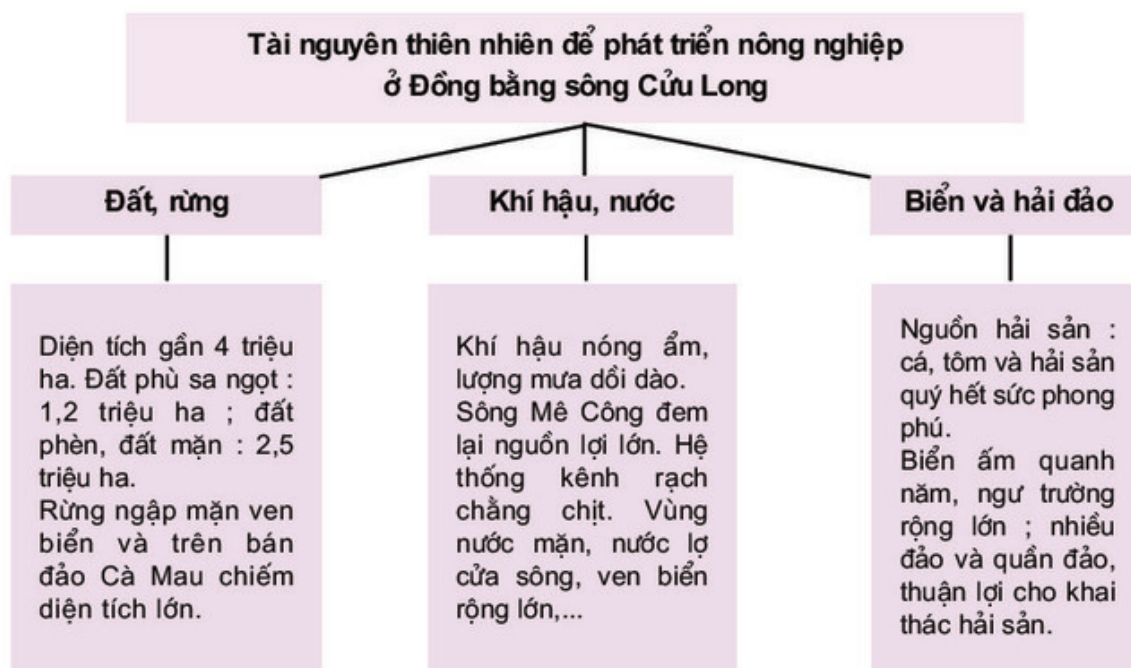 Tài nguyên thiên nhiên để phát triển nông nghiệp
ở Đồng bằng sông Cửu Long
Đất, rừng
Diện tích gần 4 triệu
ha. Đất phù sa ngọt :
1,2 triệu ha ; đất
phèn, đất mặn : 2,5
triệu ha.
Rừng ngập mặn ven
biển và trên bán
đảo Cà Mau chiếm
diện tích lớn.
Khí hậu, nước
Khí hậu nóng ẩm,
lượng mưa dồi dào.
Sông Mê Công đem
lại nguồn lợi lớn. Hệ
thống kênh rạch
chằng chịt. Vùng
nước mặn, nước lợ
cửa sông, ven biển
rộng lớn,...
Biển và hải đảo
Nguồn hải sản :
cá, tôm và hải sản
quý hết sức phong
phú.
Biển ấm quanh
năm, ngư trường
rộng lớn ; nhiều
đảo và quần đảo,
thuận lợi cho khai
thác hải sản.